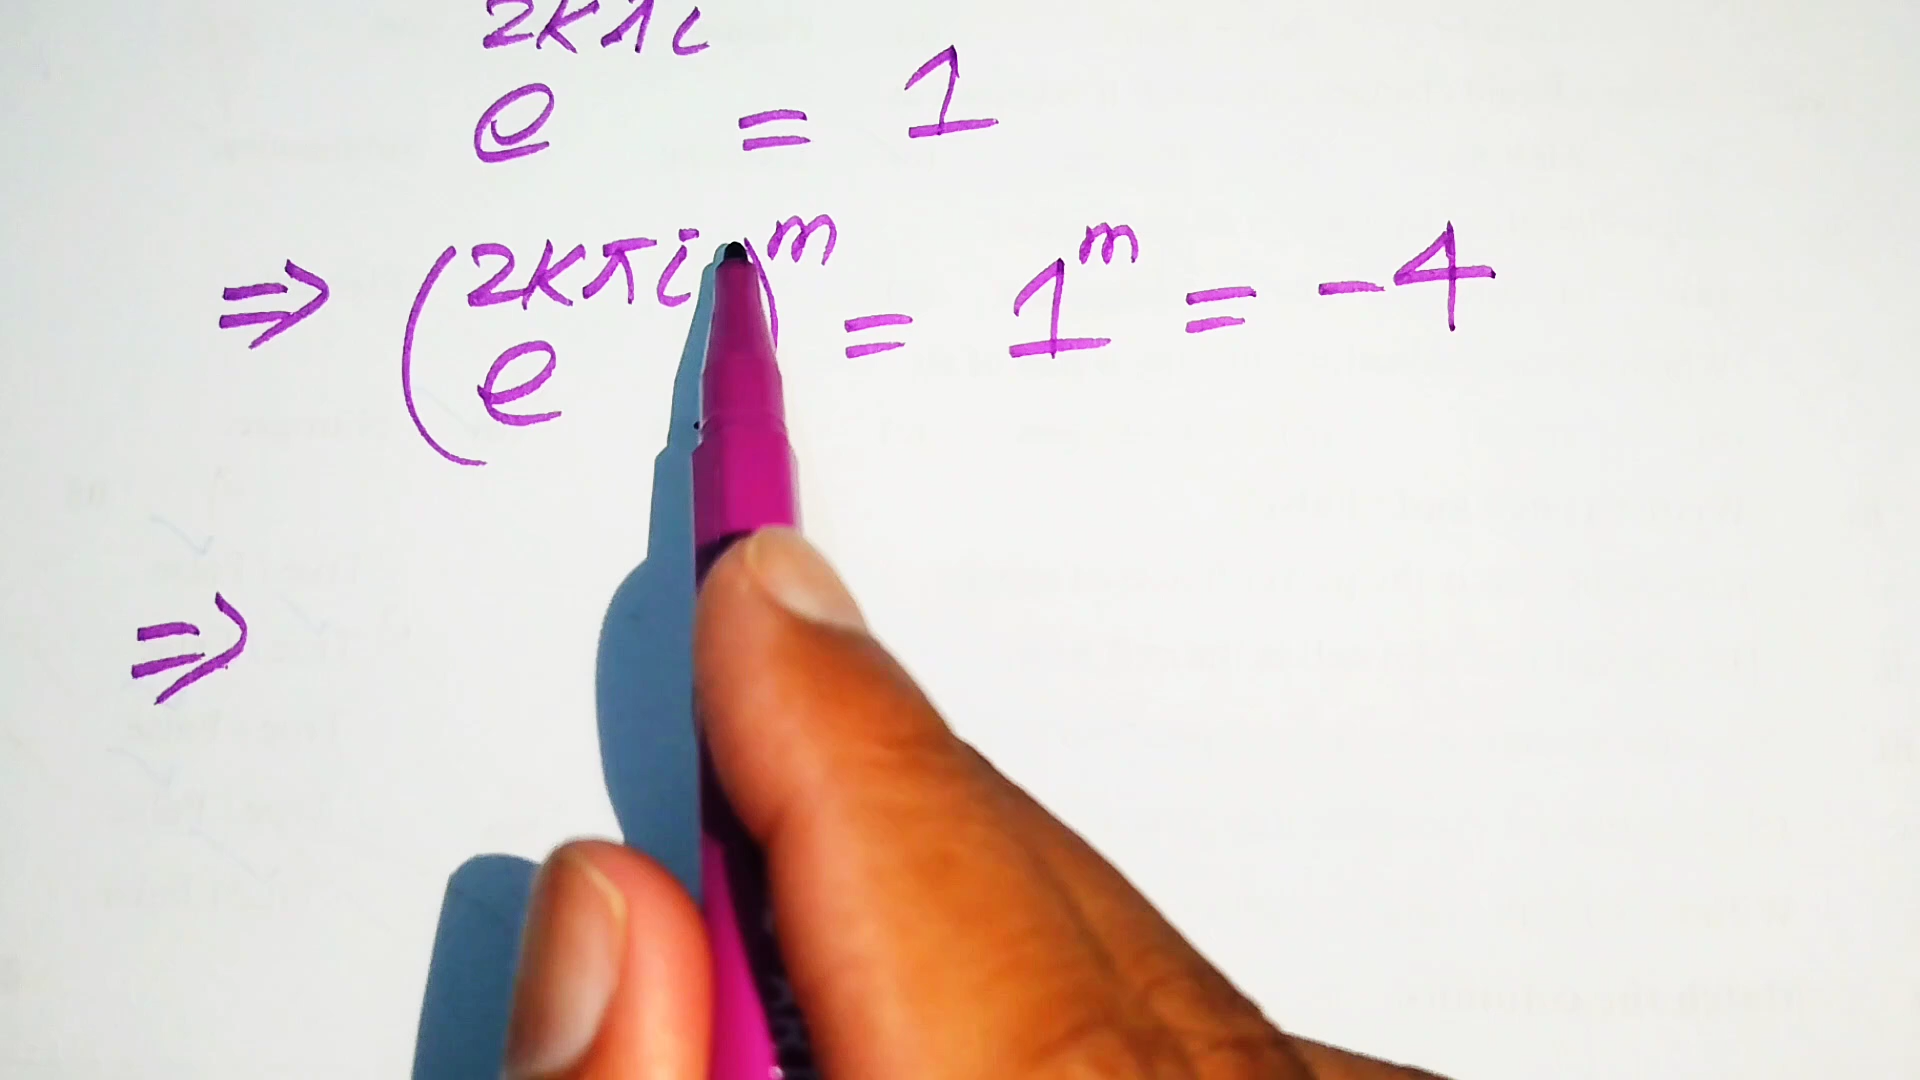 e^{2kπi} = 1
⇒ (e^{2kπi})^m = 1^m = -4
⇒